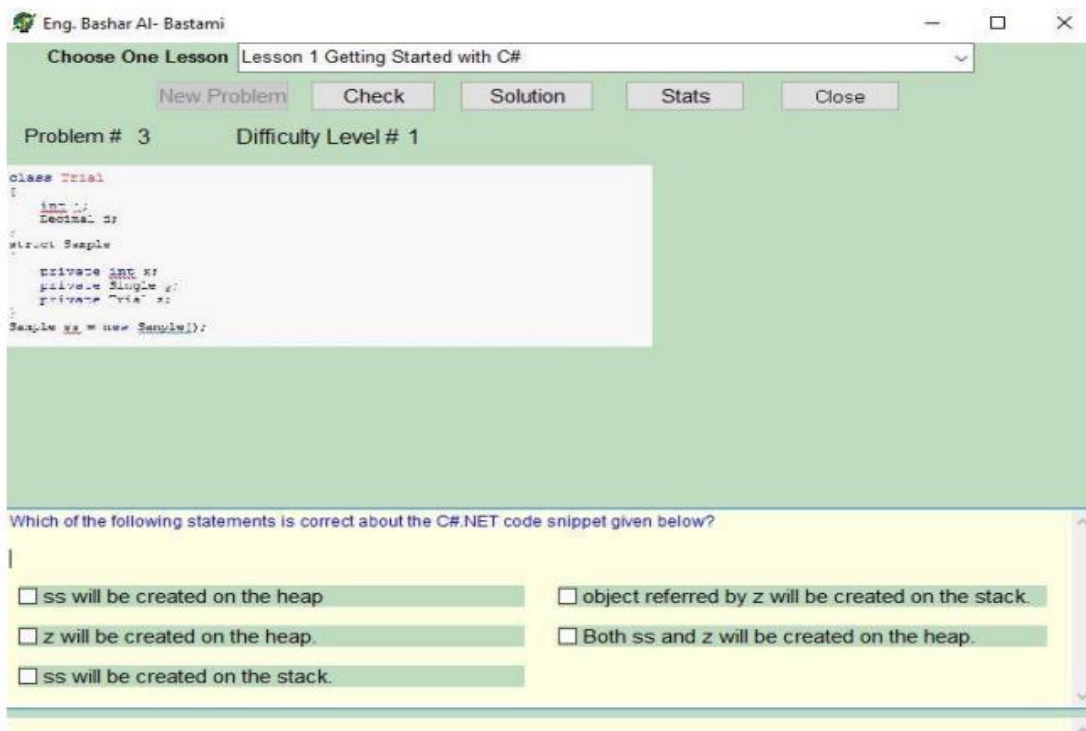 Eng. Bashar Al- Bastami
Choose One Lesson Lesson 1 Getting Started with C#
New Problem Check Solution Stats Close
Problem # 3 Difficulty Level # 1
class Trial
{
int i;
Decimal d;
}
struct Sample
private int x;
private Single y;
private Trial z;
}
Sample ss = new Sample();
Which of the following statements is correct about the C#.NET code snippet given below?
ss will be created on the heap
object referred by z will be created on the stack.
z will be created on the heap.
Both ss and z will be created on the heap.
ss will be created on the stack.